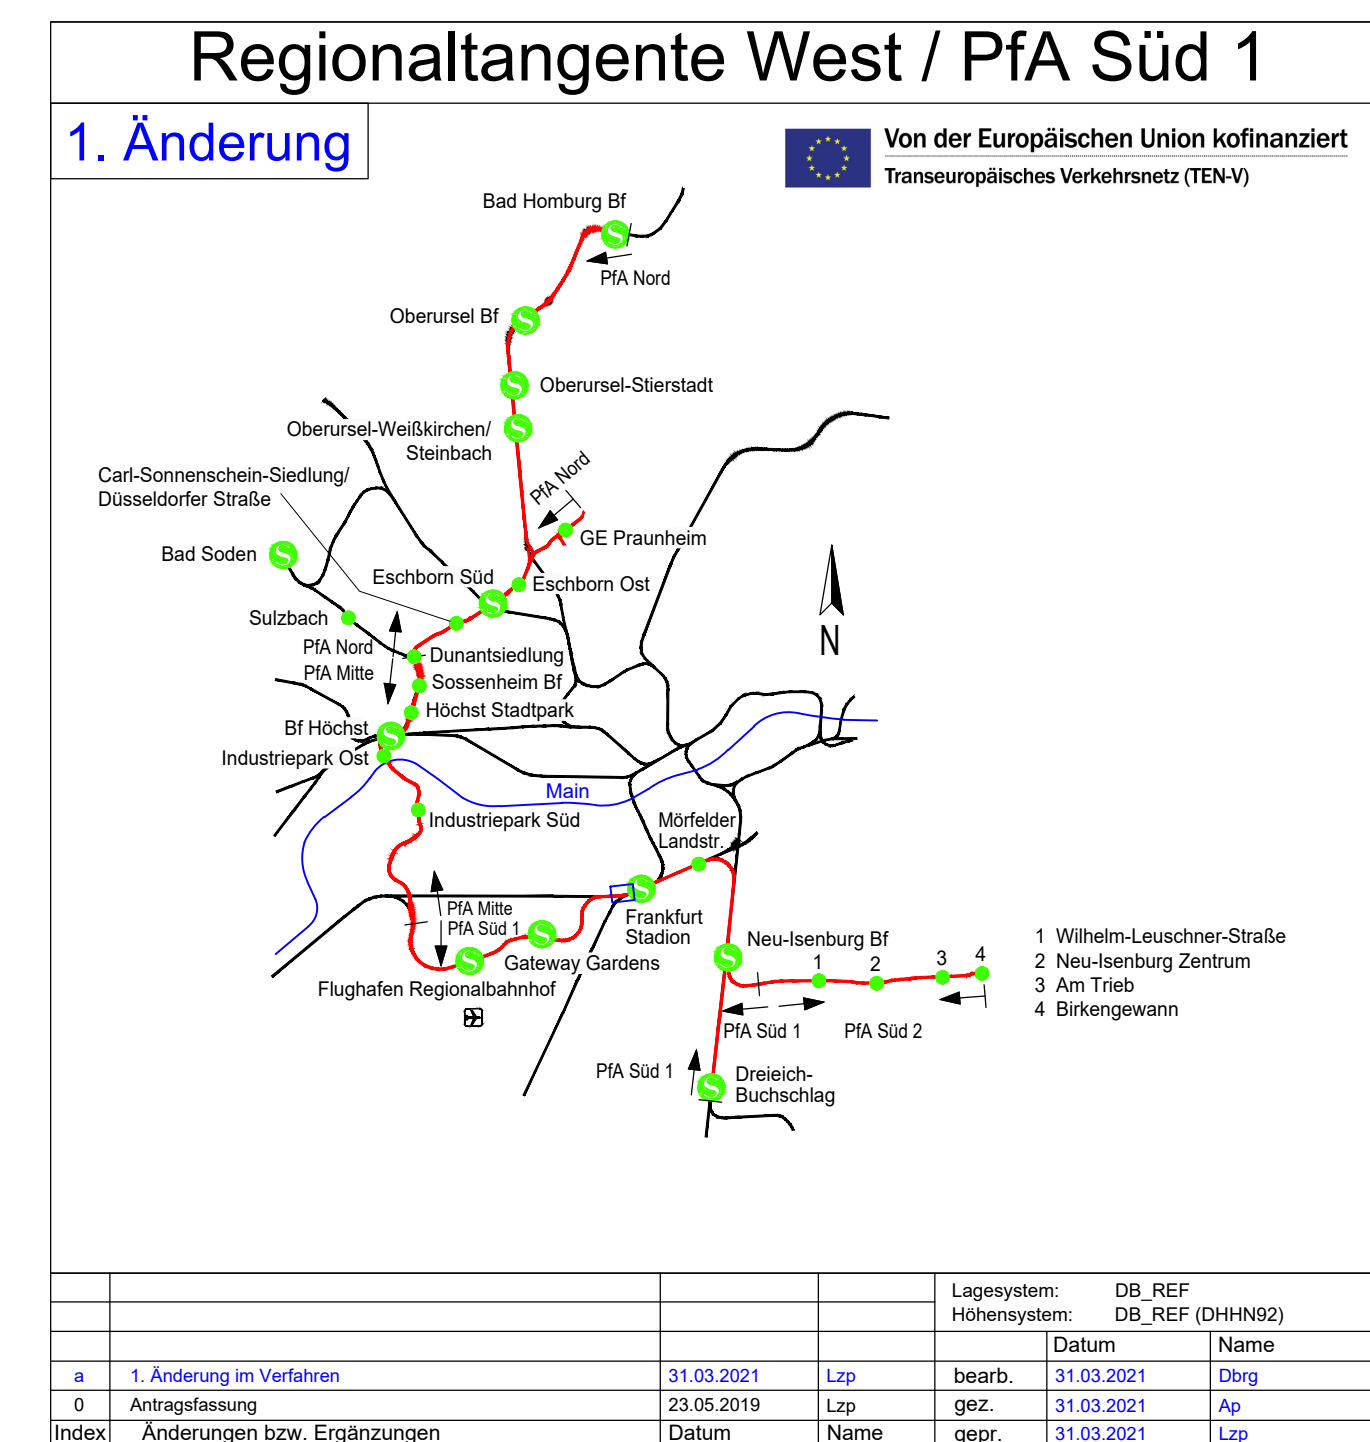 Regionaltangente West / PfA Süd 1
1. Änderung
Von der Europäischen Union kofinanziert
Transeuropäisches Verkehrsnetz (TEN-V)
Bad Homburg Bf
PfA Nord
Oberursel Bf
Oberursel-Stierstadt
Oberursel-Weißkirchen/
Steinbach
Carl-Sonnenschein-Siedlung/
Düsseldorfer Straße
PfA Nord
GE Praunheim
Bad Soden
Eschborn Süd
Eschborn Ost
Sulzbach
PfA Nord
PfA Mitte
Dunantsiedlung
Sossenheim Bf
Höchst Stadtpark
Bf Höchst
Industriepark Ost
N
Main
Industriepark Süd
Mörfelder
Landstr.
PfA Mitte
PfA Süd 1
Frankfurt
Stadion
Gateway Gardens
Flughafen Regionalbahnhof
Neu-Isenburg Bf
1
2
3
4
1 Wilhelm-Leuschner-Straße
2 Neu-Isenburg Zentrum
3 Am Trieb
4 Birkengewann
PfA Süd 1
PfA Süd 2
PfA Süd 1
Dreieich-
Buchschlag
S
S
S
S
S
S
S
S
S
S
S
S
Lagesystem: DB_REF
Höhensystem: DB_REF (DHHN92)
Datum Name
a 1. Änderung im Verfahren 31.03.2021 Lzp bearb. 31.03.2021 Dbrg
0 Antragsfassung 23.05.2019 Lzp gez. 31.03.2021 Ap
Index Änderungen bzw. Ergänzungen Datum Name gepr. 31.03.2021 Lzp